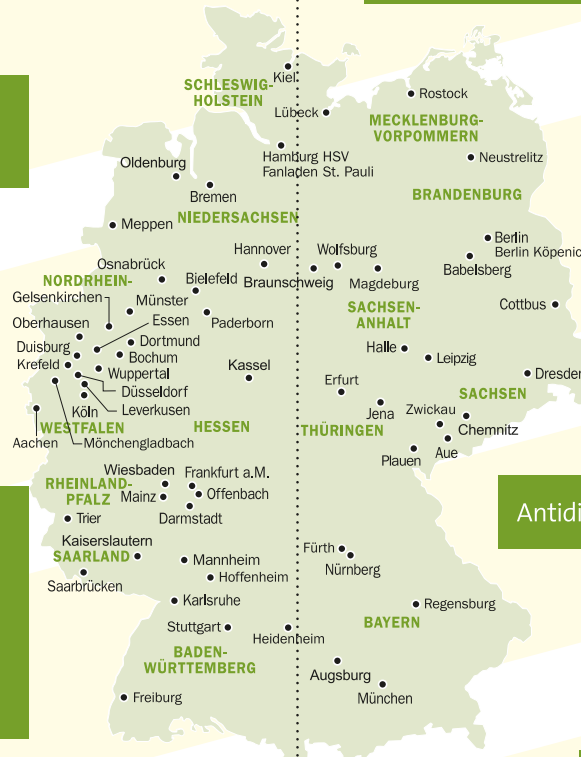 Kiel
SCHLESWIG-
HOLSTEIN
Rostock
Lübeck
MECKLENBURG-
VORPOMMERN
Hamburg HSV
Fanladen St. Pauli
Oldenburg
Neustrelitz
Bremen
BRANDENBURG
Meppen
NIEDERSACHSEN
Berlin
Berlin Köpenic
Hannover
Wolfsburg
Osnabrück
Babelsberg
NORDRHEIN-
Bielefeld
Braunschweig
Magdeburg
Gelsenkirchen
Münster
SACHSEN-
ANHALT
Cottbus
Oberhausen
Essen
Paderborn
Duisburg
Dortmund
Halle
Bochum
Leipzig
Krefeld
Wuppertal
Kassel
Dresden
Düsseldorf
Erfurt
SACHSEN
Köln
Leverkusen
Jena
Zwickau
WESTFALEN
HESSEN
THÜRINGEN
Chemnitz
Aachen
Mönchengladbach
Plauen
Aue
Wiesbaden
Frankfurt a.M.
RHEINLAND-
PFALZ
Mainz
Offenbach
Trier
Darmstadt
Antidi
Kaiserslautern
SAARLAND
Mannheim
Fürth
Nürnberg
Saarbrücken
Hoffenheim
Karlsruhe
Regensburg
Stuttgart
Heidenheim
BAYERN
BADEN-
WÜRTTEMBERG
Augsburg
München
Freiburg